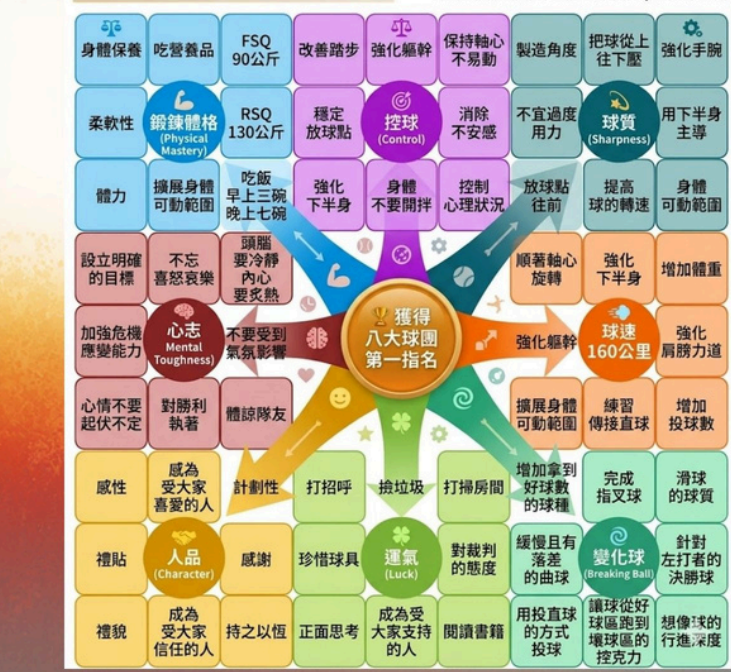 身體保養
吃營養品
FSQ
90公斤
柔軟性
鍛鍊體格
(Physical
Mastery)
RSQ
130公斤
體力
擴展身體
可動範圍
吃飯
早上三碗
晚上七碗
改善踏步
強化軀幹
保持軸心
不易動
穩定
放球點
控球
(Control)
消除
不安感
強化
下半身
身體
不要開拌
控制
心理狀況
製造角度
把球從上
往下壓
強化手腕
不宜過度
用力
球質
(Sharpness)
用下半身
主導
放球點
往前
提高
球的轉速
身體
可動範圍
設立明確
的目標
不忘
喜怒哀樂
頭腦
要冷靜
內心
要炙熱
加強危機
應變能力
心志
Mental
Toughness)
不要受到
氣氛影響
心情不要
起伏不定
對勝利
執著
體諒隊友
獲得
八大球團
第一指名
順著軸心
旋轉
強化
下半身
增加體重
強化軀幹
球速
160公里
強化
肩膀力道
擴展身體
可動範圍
練習
傳接直球
增加
投球數
感性
感為
受大家
喜愛的人
計劃性
禮貼
人品
(Character)
感謝
禮貌
成為
受大家
信任的人
持之以恆
打招呼
撿垃圾
打掃房間
珍惜球具
運氣
(Luck)
對裁判
的態度
正面思考
成為受
大家支持
的人
閱讀書籍
增加拿到
好球數
的球種
完成
指叉球
滑球
的球質
緩慢且有
落差
的曲球
變化球
(Breaking Ball)
針對
左打者的
決勝球
用投直球
的方式
投球
讓球從好
球區跑到
壞球區的
控克力
想像球的
行進深度